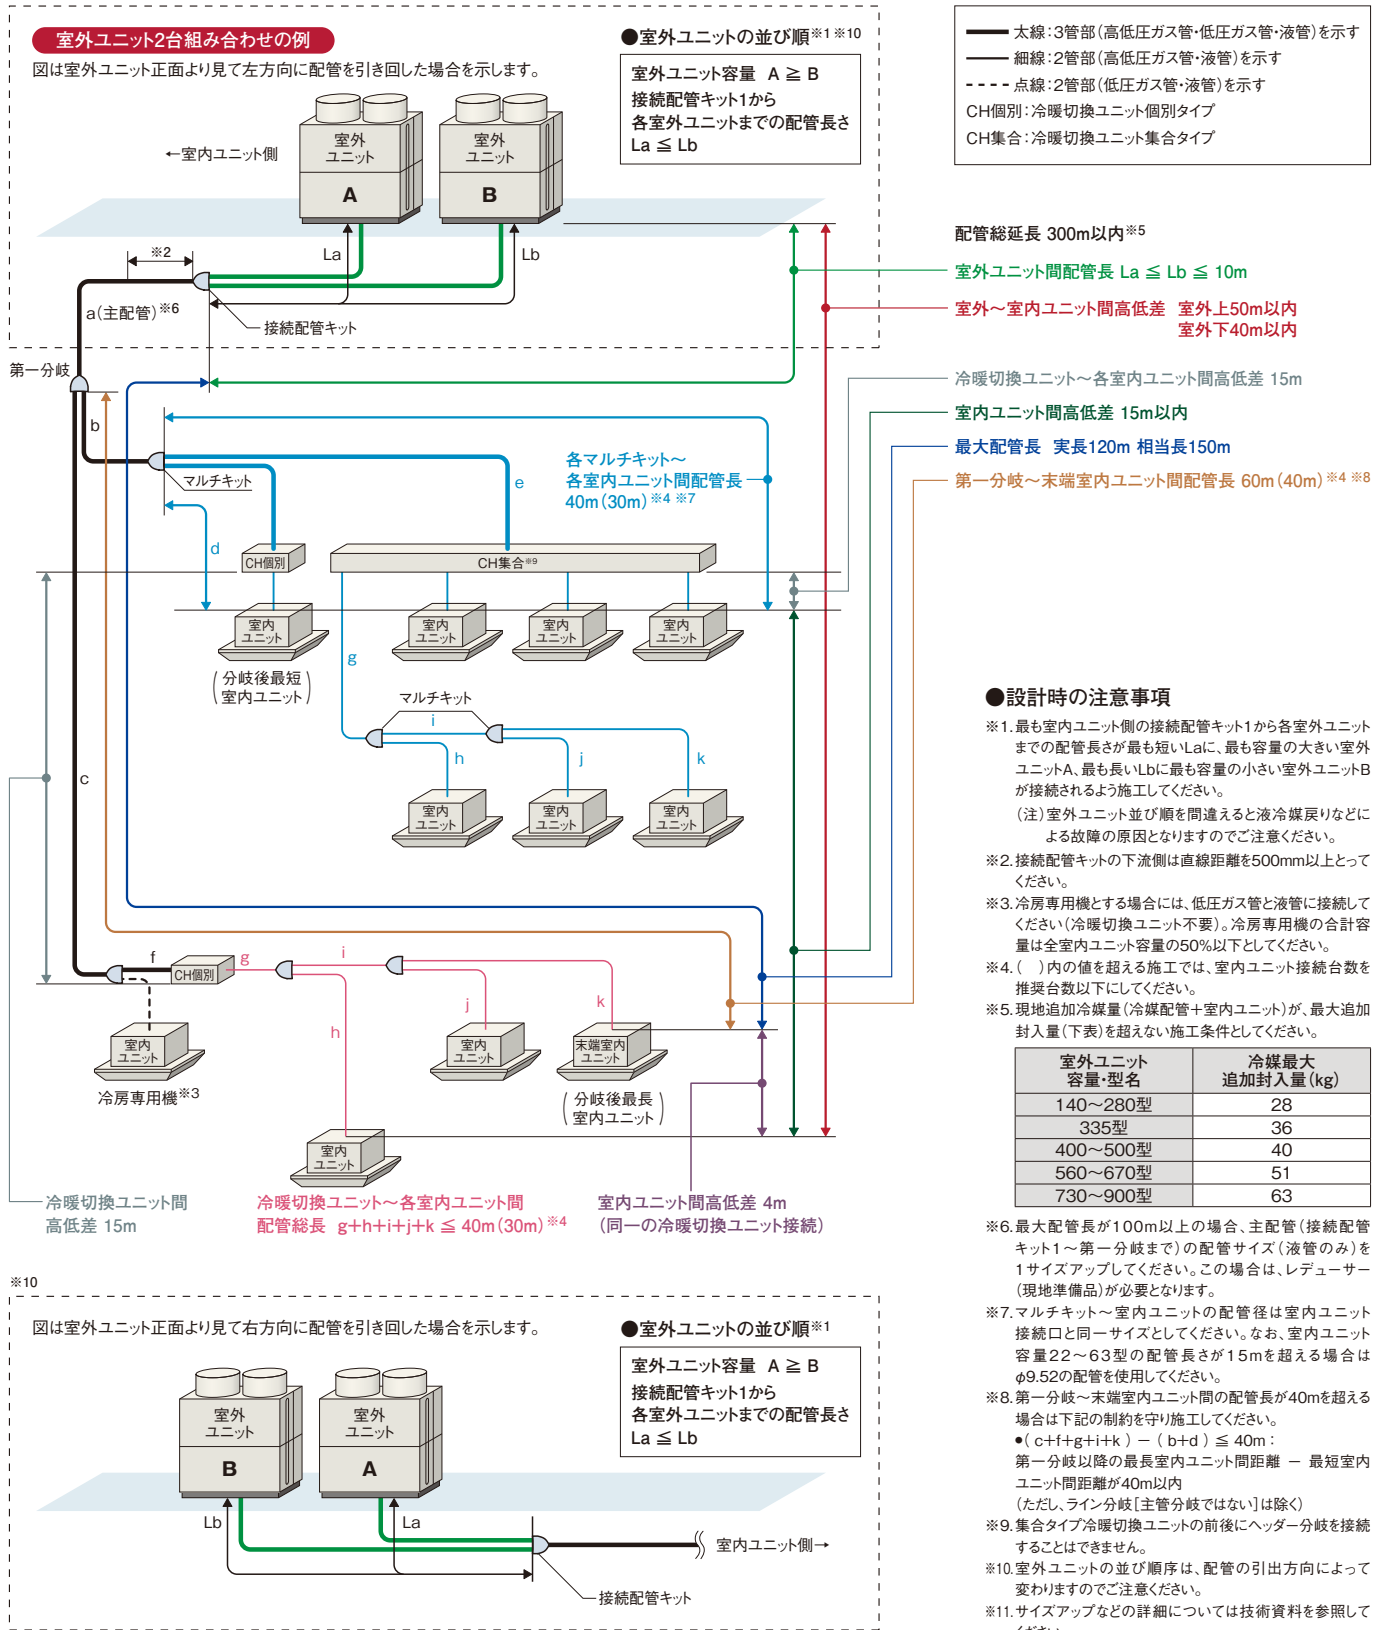 室外ユニット2台組み合わせの例
図は室外ユニット正面より見て左方向に配管を引き回した場合を示します。
●室外ユニットの並び順※1 ※10
室外ユニット容量 A ≧ B
接続配管キット1から
各室外ユニットまでの配管長さ
La ≦ Lb
←室内ユニット側
室外
ユニット
A
室外
ユニット
B
La
Lb
※2
a(主配管)※6
接続配管キット
太線:3管部(高低圧ガス管・低圧ガス管・液管)を示す
細線:2管部(高低圧ガス管・液管)を示す
点線:2管部(低圧ガス管・液管)を示す
CH個別:冷暖切換ユニット個別タイプ
CH集合:冷暖切換ユニット集合タイプ
配管総延長 300m以内※5
室外ユニット間配管長 La ≦ Lb ≦ 10m
室外~室内ユニット間高低差 室外上50m以内
室外下40m以内
冷暖切換ユニット~各室内ユニット間高低差 15m
室内ユニット間高低差 15m以内
最大配管長 実長120m 相当長150m
第一分岐~末端室内ユニット間配管長 60m(40m)※4 ※8
第一分岐
b
マルチキット
各マルチキット~
各室内ユニット間配管長
40m(30m)※4 ※7
e
d
CH個別
CH集合※9
室内
ユニット
室内
ユニット
室内
ユニット
室内
ユニット
(分岐後最短
室内ユニット)
g
マルチキット
i
h
j
k
室内
ユニット
室内
ユニット
室内
ユニット
c
f
CH個別
g
i
h
j
k
室内
ユニット
冷房専用機※3
室内
ユニット
末端室内
ユニット
(分岐後最長
室内ユニット)
室内
ユニット
冷暖切換ユニット間
高低差 15m
冷暖切換ユニット~各室内ユニット間
配管総長 g+h+i+j+k ≦ 40m(30m)※4
室内ユニット間高低差 4m
(同一の冷暖切換ユニット接続)
●設計時の注意事項
※1.最も室内ユニット側の接続配管キット1から各室外ユニット
までの配管長さが最も短いLaに、最も容量の大きい室外
ユニットA、最も長いLbに最も容量の小さい室外ユニットB
が接続されるよう施工してください。
(注)室外ユニット並び順を間違えると液冷媒戻りなどに
よる故障の原因となりますのでご注意ください。
※2.接続配管キットの下流側は直線距離を500mm以上とって
ください。
※3.冷房専用機とする場合には、低圧ガス管と液管に接続して
ください(冷暖切換ユニット不要)。冷房専用機の合計容
量は全室内ユニット容量の50%以下としてください。
※4.( )内の値を超える施工では、室内ユニット接続台数を
推奨台数以下にしてください。
※5.現地追加冷媒量(冷媒配管+室内ユニット)が、最大追加
封入量(下表)を超えない施工条件としてください。
室外ユニット
容量・型名
冷媒最大
追加封入量(kg)
140~280型 28
335型 36
400~500型 40
560~670型 51
730~900型 63
※6.最大配管長が100m以上の場合、主配管(接続配管
キット1~第一分岐まで)の配管サイズ(液管のみ)を
1サイズアップしてください。この場合は、レデューサー
(現地準備品)が必要となります。
※7.マルチキット~室内ユニットの配管径は室内ユニット
接続口と同一サイズとしてください。なお、室内ユニット
容量22~63型の配管長さが15mを超える場合は
φ9.52の配管を使用してください。
※8.第一分岐~末端室内ユニット間の配管長が40mを超える
場合は下記の制約を守り施工してください。
●( c+f+g+i+k ) − ( b+d ) ≦ 40m:
第一分岐以降の最長室内ユニット間距離 − 最短室内
ユニット間距離が40m以内
(ただし、ライン分岐[主管分岐ではない]は除く)
※9.集合タイプ冷暖切換ユニットの前後にヘッダー分岐を接続
することはできません。
※10.室外ユニットの並び順序は、配管の引出方向によって
変わりますのでご注意ください。
※11.サイズアップなどの詳細については技術資料を参照して
※10
図は室外ユニット正面より見て右方向に配管を引き回した場合を示します。
●室外ユニットの並び順※1
室外ユニット容量 A ≧ B
接続配管キット1から
各室外ユニットまでの配管長さ
La ≦ Lb
室外
ユニット
B
室外
ユニット
A
Lb
La
室内ユニット側→
接続配管キット